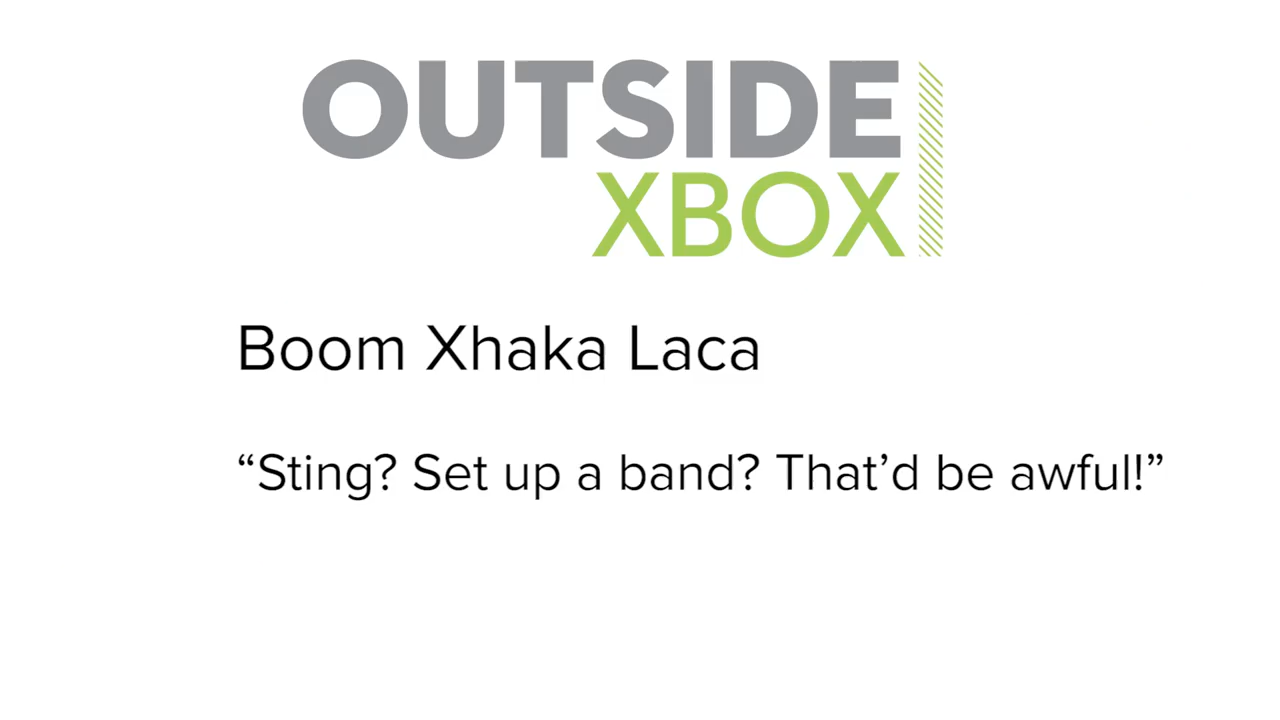 OUTSIDE
XBOX
Boom Xhaka Laca
“Sting? Set up a band? That’d be awful!”